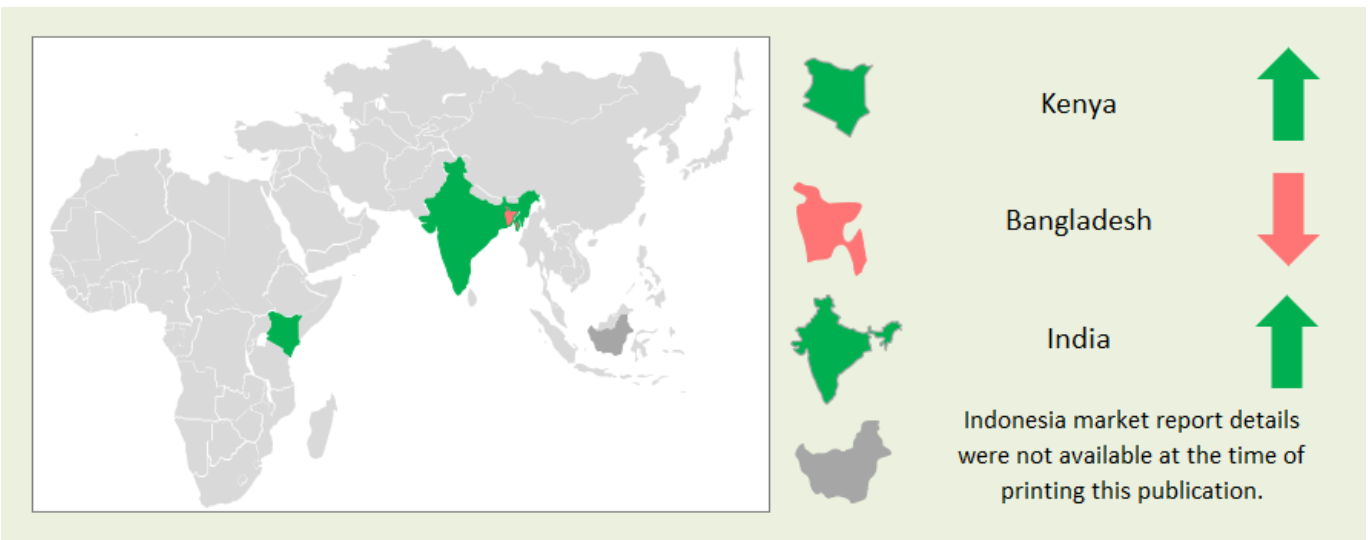 Kenya
Bangladesh
India
Indonesia market report details
were not available at the time of
printing this publication.